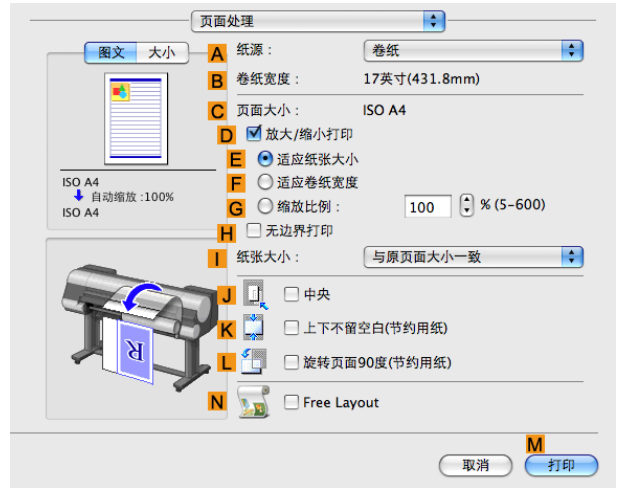 页面处理
图文 大小
A 纸源： 卷纸
B 卷纸宽度： 17英寸(431.8mm)
C 页面大小： ISO A4
D 放大/缩小打印
E 适应纸张大小
F 适应卷纸宽度
G 缩放比例： 100 % (5-600)
H 无边界打印
ISO A4
自动缩放 :100%
ISO A4
I 纸张大小： 与原页面大小一致
J 中央
K 上下不留空白(节约用纸)
L 旋转页面90度(节约用纸)
N Free Layout
R
M
取消 打印